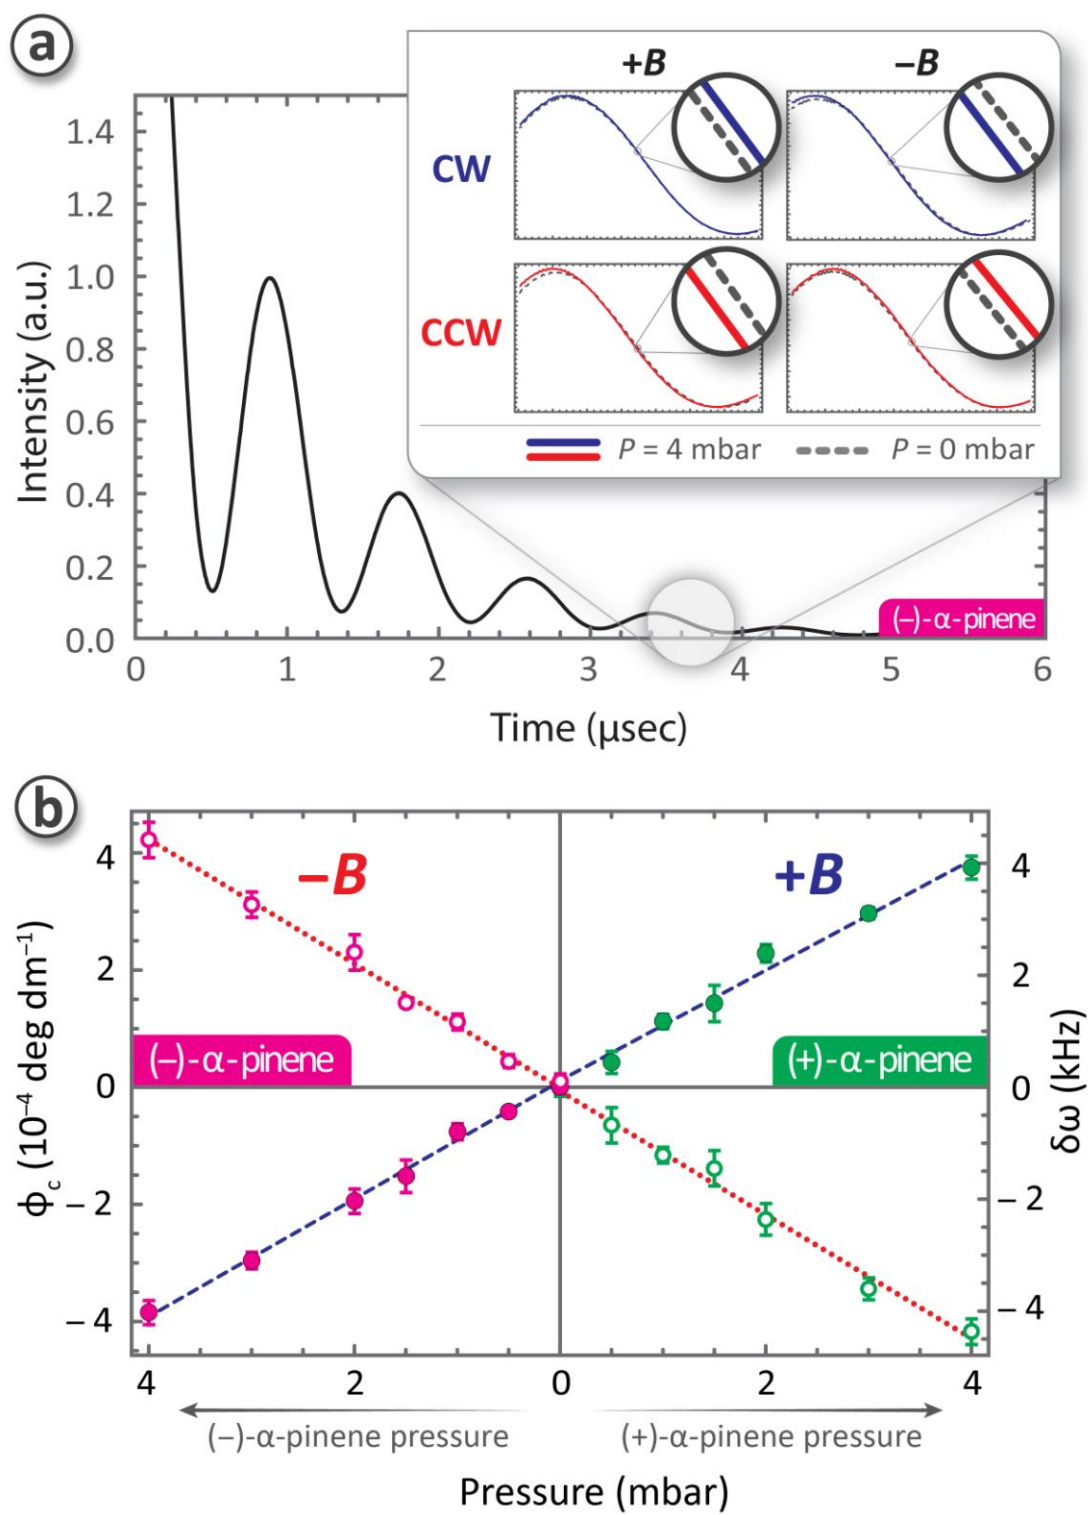 a
+B
−B
CW
CCW
P = 4 mbar
P = 0 mbar
Intensity (a.u.)
1.4
1.2
1.0
0.8
0.6
0.4
0.2
0.0
(−)-α-pinene
0
1
2
3
4
5
6
Time (μsec)
b
−B
+B
ϕc (10−4 deg dm−1)
4
2
0
−2
−4
(−)-α-pinene
(+)-α-pinene
4
2
0
−2
−4
δω (kHz)
4
2
0
2
4
(−)-α-pinene pressure
(+)-α-pinene pressure
Pressure (mbar)